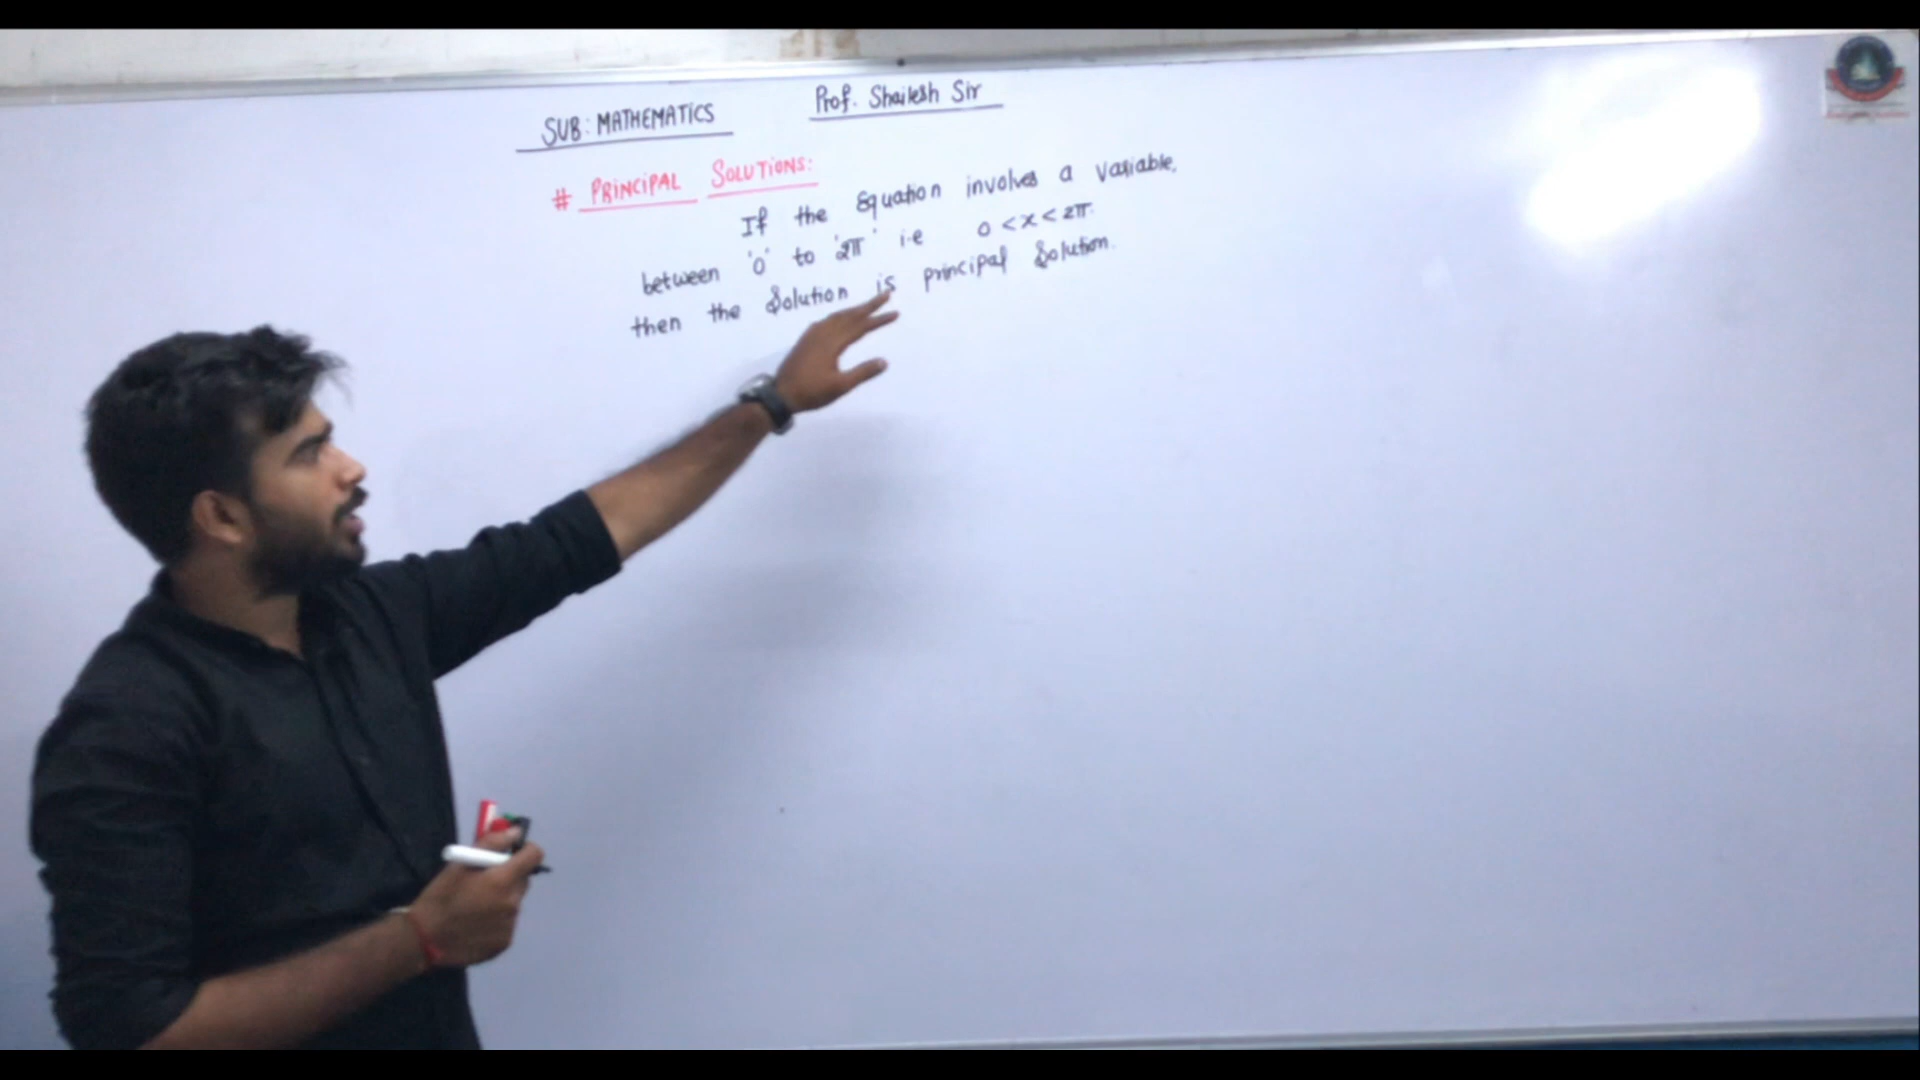 SUB: MATHEMATICS Prof. Shailesh Sir
# PRINCIPAL SOLUTIONS:
If the Equation involves a variable,
between '0' to '2π' i.e 0 < x < 2π.
then the Solution is principal Solution.